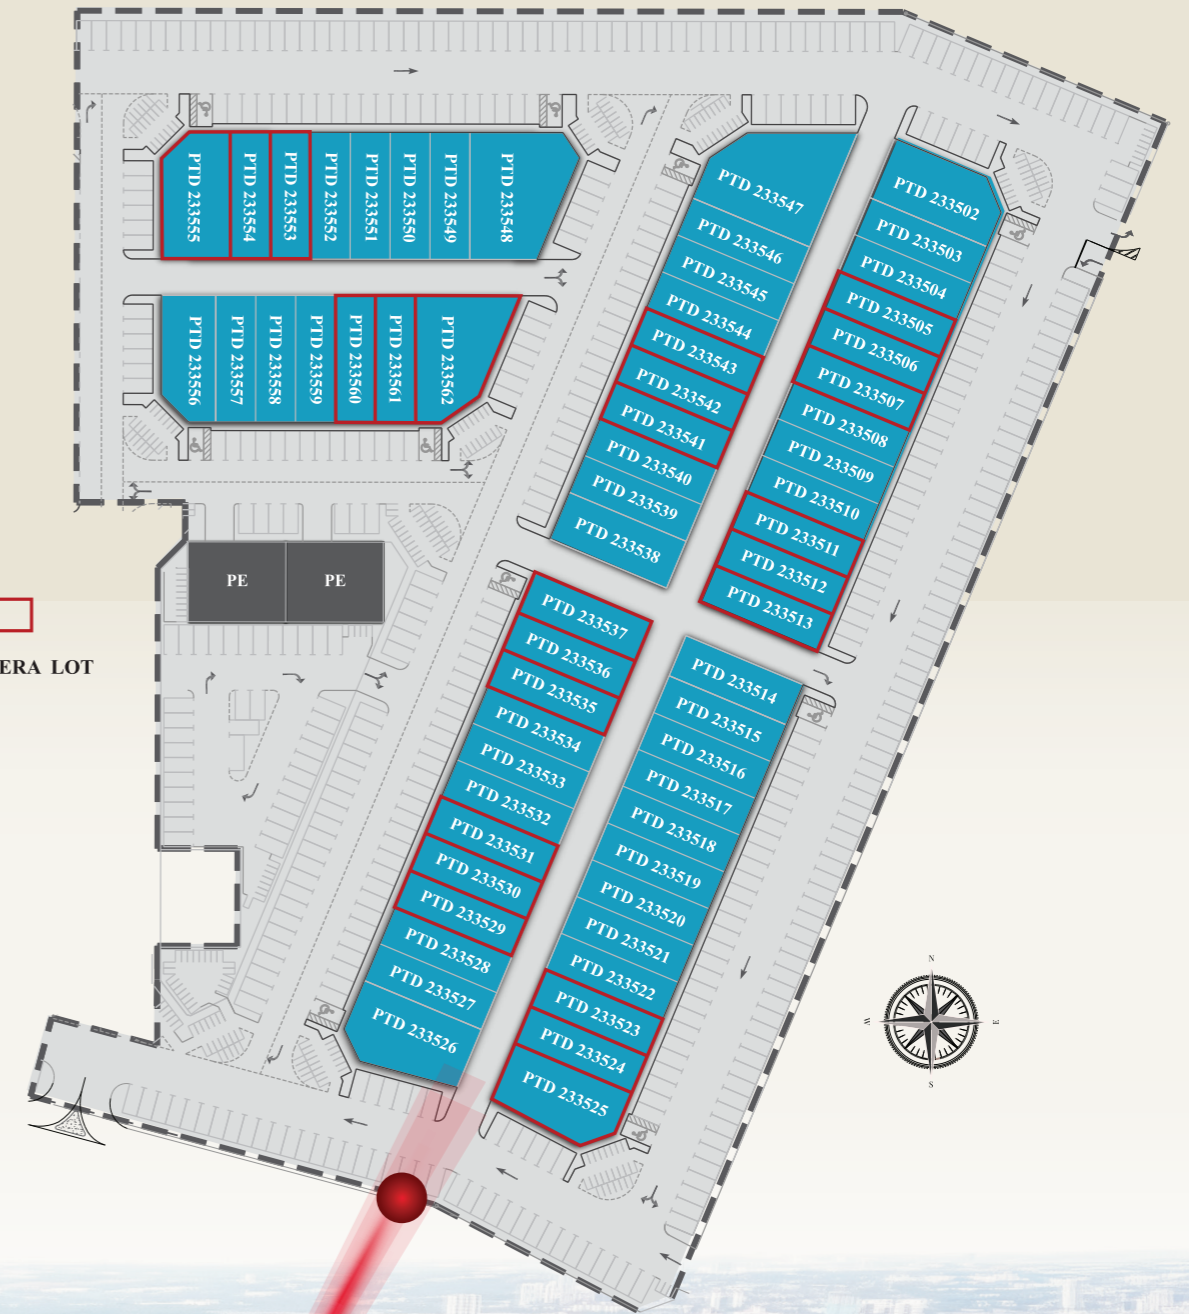 PTD 233555
PTD 233554
PTD 233553
PTD 233552
PTD 233551
PTD 233550
PTD 233549
PTD 233548
PTD 233556
PTD 233557
PTD 233558
PTD 233559
PTD 233560
PTD 233561
PTD 233562
PTD 233547
PTD 233546
PTD 233545
PTD 233544
PTD 233543
PTD 233542
PTD 233541
PTD 233540
PTD 233539
PTD 233538
PTD 233502
PTD 233503
PTD 233504
PTD 233505
PTD 233506
PTD 233507
PTD 233508
PTD 233509
PTD 233510
PTD 233511
PTD 233512
PTD 233513
PE
PE
ERA LOT
PTD 233537
PTD 233536
PTD 233535
PTD 233534
PTD 233533
PTD 233532
PTD 233531
PTD 233530
PTD 233529
PTD 233528
PTD 233527
PTD 233526
PTD 233514
PTD 233515
PTD 233516
PTD 233517
PTD 233518
PTD 233519
PTD 233520
PTD 233521
PTD 233522
PTD 233523
PTD 233524
PTD 233525
N
W
E
S